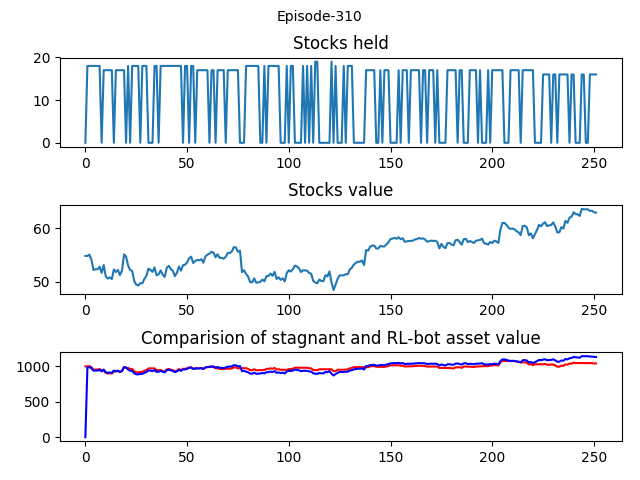 Episode-310
Stocks held
20
10
0
0 50 100 150 200 250
Stocks value
60
50
0 50 100 150 200 250
Comparision of stagnant and RL-bot asset value
1000
500
0
0 50 100 150 200 250